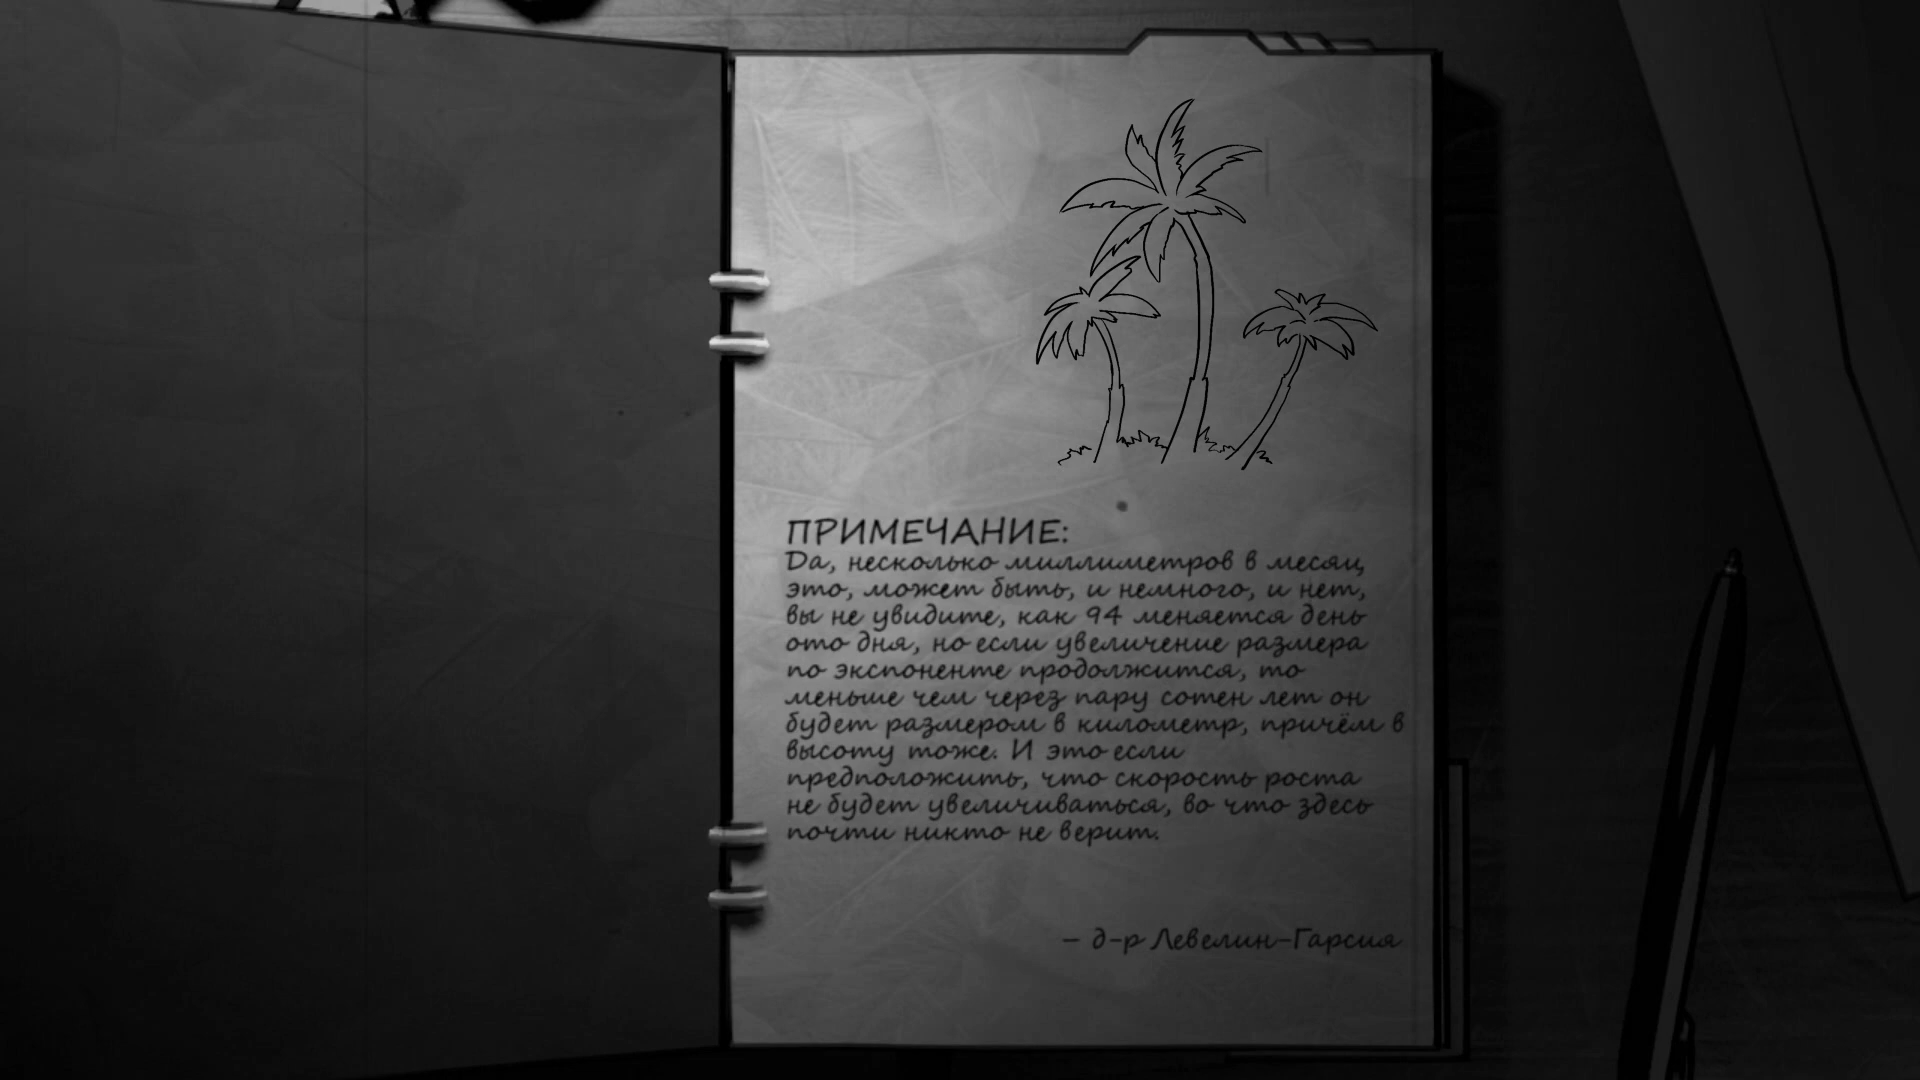 ПРИМЕЧАНИЕ:
Да, несколько миллиметров в месяц
это, может быть, и немного, и нет,
вы не увидите, как 94 меняется день
ото дня, но если увеличение размера
по экспоненте продолжится, то
меньше чем через пару сотен лет он
будет размером в километр, причём в
высоту тоже. И это если
предположить, что скорость роста
не будет увеличиваться, во что здесь
почти никто не верит.
– д-р Левелин-Гарсия